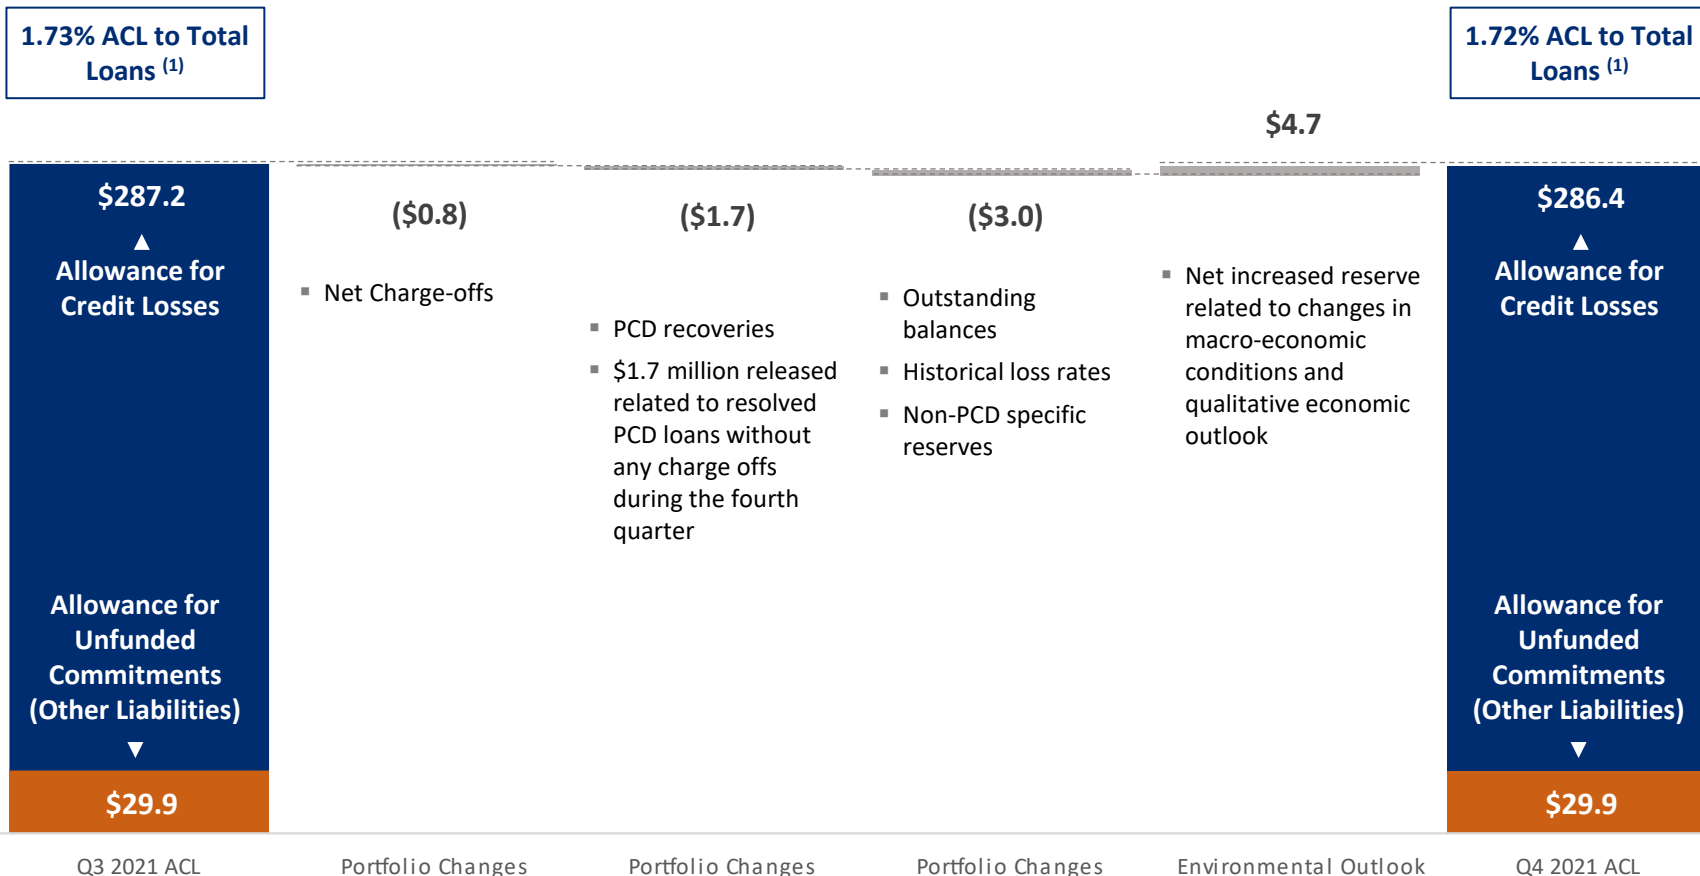 1.73% ACL to Total
Loans (1)
1.72% ACL to Total
Loans (1)
$4.7
$287.2
▲
Allowance for
Credit Losses
Allowance for
Unfunded
Commitments
(Other Liabilities)
▼
$29.9
($0.8)
▪ Net Charge-offs
($1.7)
▪ PCD recoveries
▪ $1.7 million released
related to resolved
PCD loans without
any charge offs
during the fourth
quarter
($3.0)
▪ Outstanding
balances
▪ Historical loss rates
▪ Non-PCD specific
reserves
▪ Net increased reserve
related to changes in
macro-economic
conditions and
qualitative economic
outlook
$286.4
▲
Allowance for
Credit Losses
Allowance for
Unfunded
Commitments
(Other Liabilities)
▼
$29.9
Q3 2021 ACL
Portfolio Changes
Portfolio Changes
Portfolio Changes
Environmental Outlook
Q4 2021 ACL